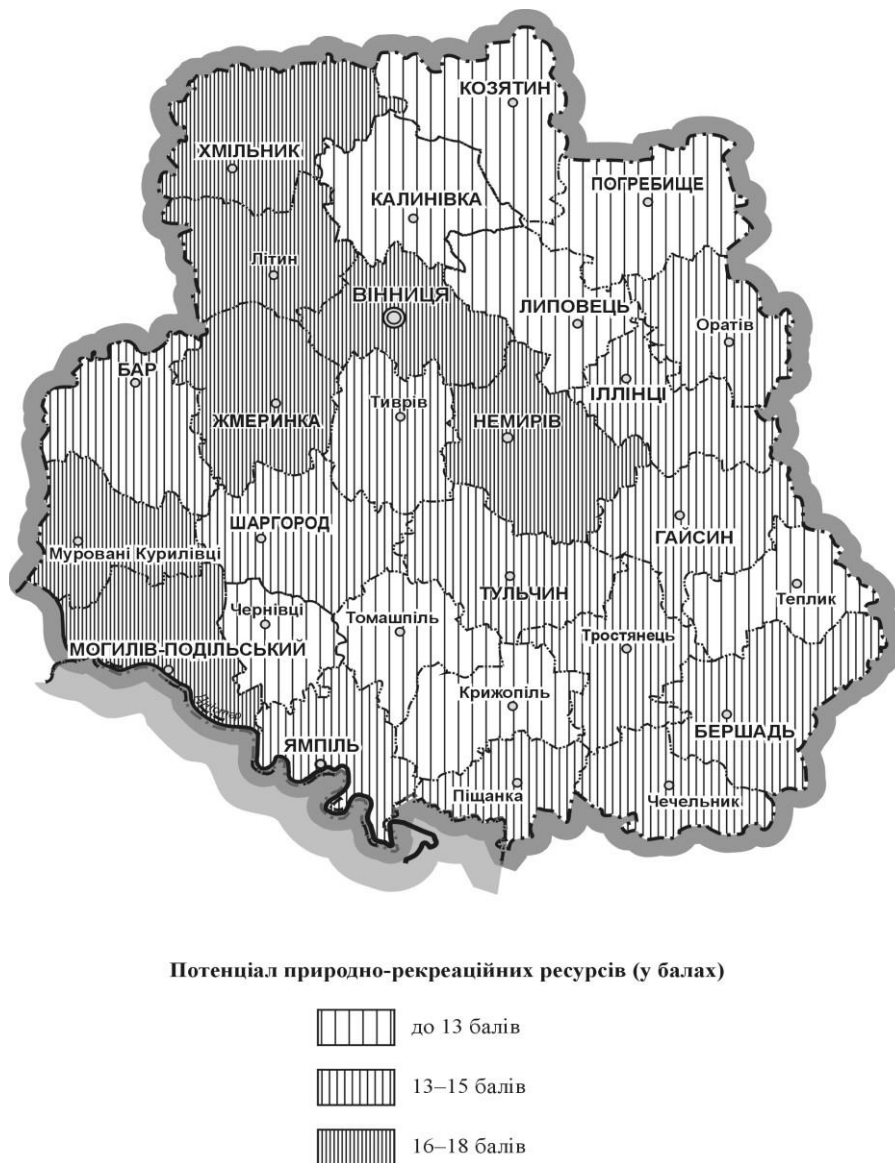 КОЗЯТИН
ХМІЛЬНИК
ПОГРЕБИЩЕ
КАЛИНІВКА
Літин
ВІННИЦЯ
ЛИПОВЕЦЬ
Оратів
БАР
ІЛЛІНЦІ
Тиврів
ЖМЕРИНКА
НЕМИРІВ
ШАРГОРОД
ГАЙСИН
Муровані Курилівці
ТУЛЬЧИН
Теплик
Чернівці
Томашпіль
Тростянець
МОГИЛІВ-ПОДІЛЬСЬКИЙ
Крижопіль
БЕРШАДЬ
ЯМПІЛЬ
Піщанка
Чечельник
Потенціал природно-рекреаційних ресурсів (у балах)
до 13 балів
13–15 балів
16–18 балів